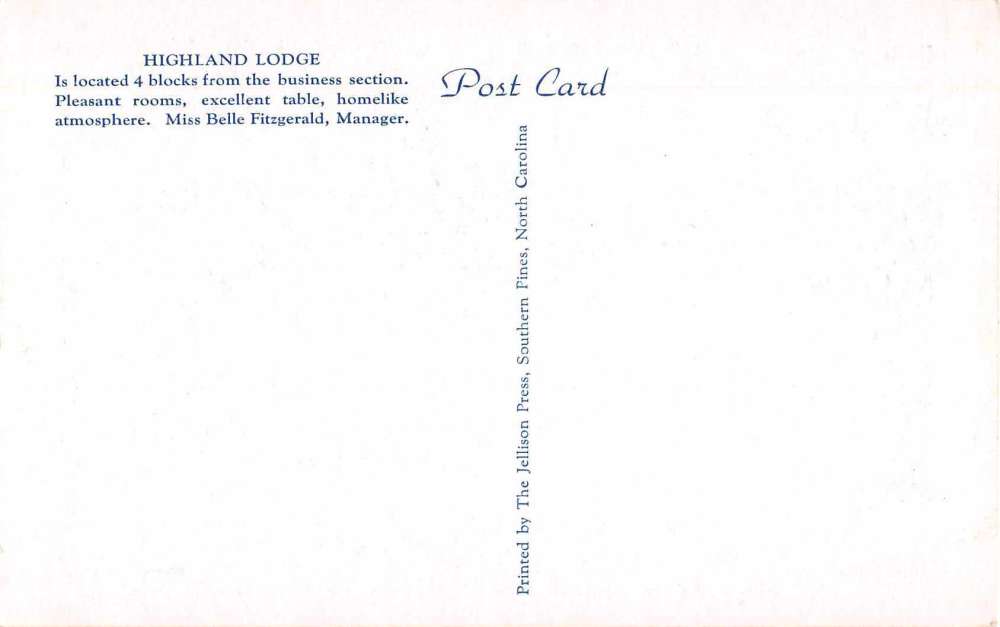 HIGHLAND LODGE
Is located 4 blocks from the business section.
Pleasant rooms, excellent table, homelike
atmosphere. Miss Belle Fitzgerald, Manager.
Post Card
Printed by The Jellison Press, Southern Pines, North Carolina